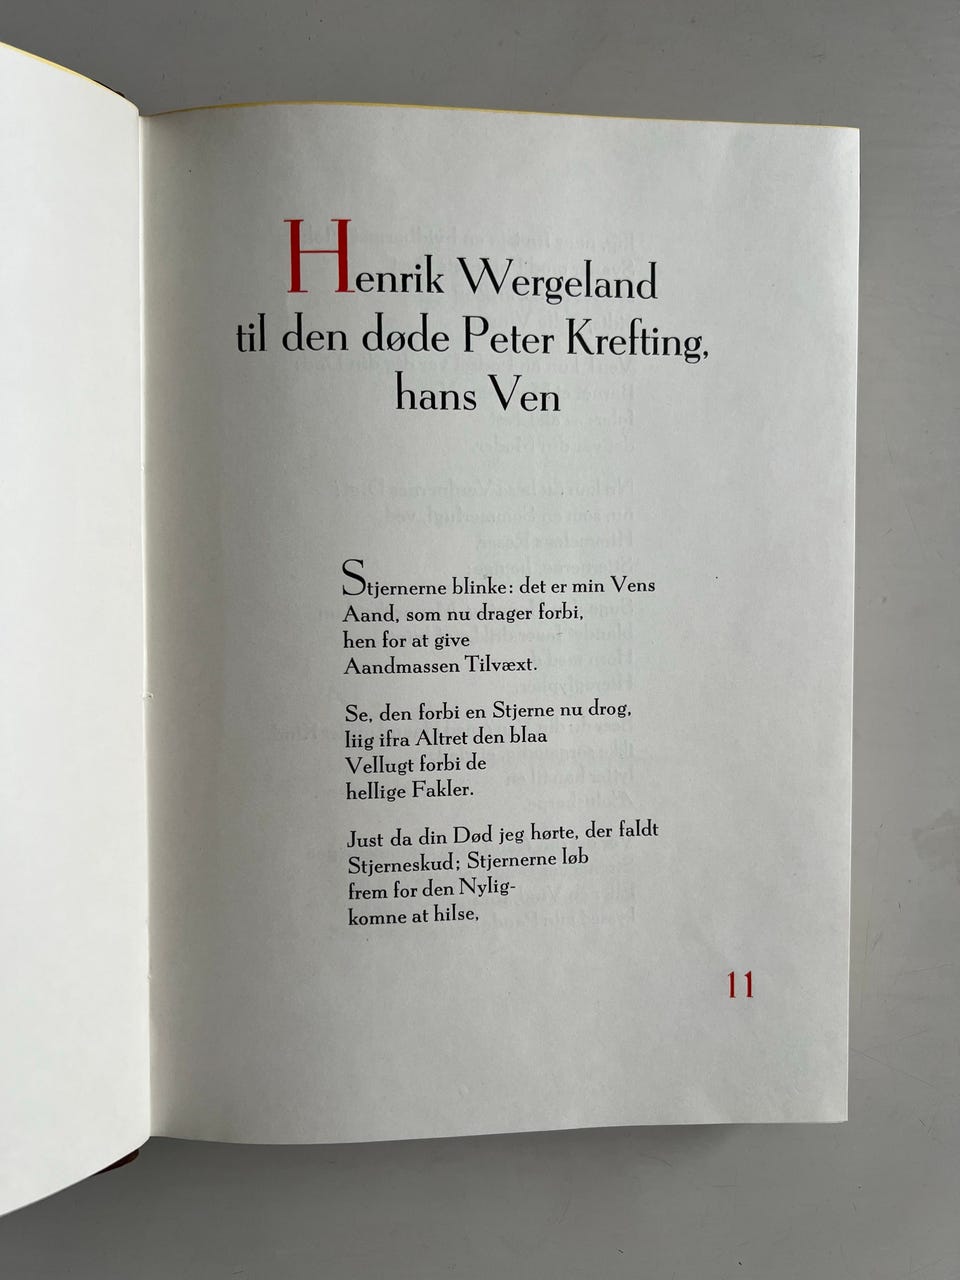 Henrik Wergeland
til den døde Peter Krefting,
hans Ven
Stjernerne blinke: det er min Vens
Aand, som nu drager forbi,
hen for at give
Aandmassen Tilvæxt.
Se, den forbi en Stjerne nu drog,
liig ifra Altret den blaa
Vellugt forbi de
hellige Fakler.
Just da din Død jeg hørte, der faldt
Stjerneskud; Stjernerne løb
frem for den Nylig-
komne at hilse,
11